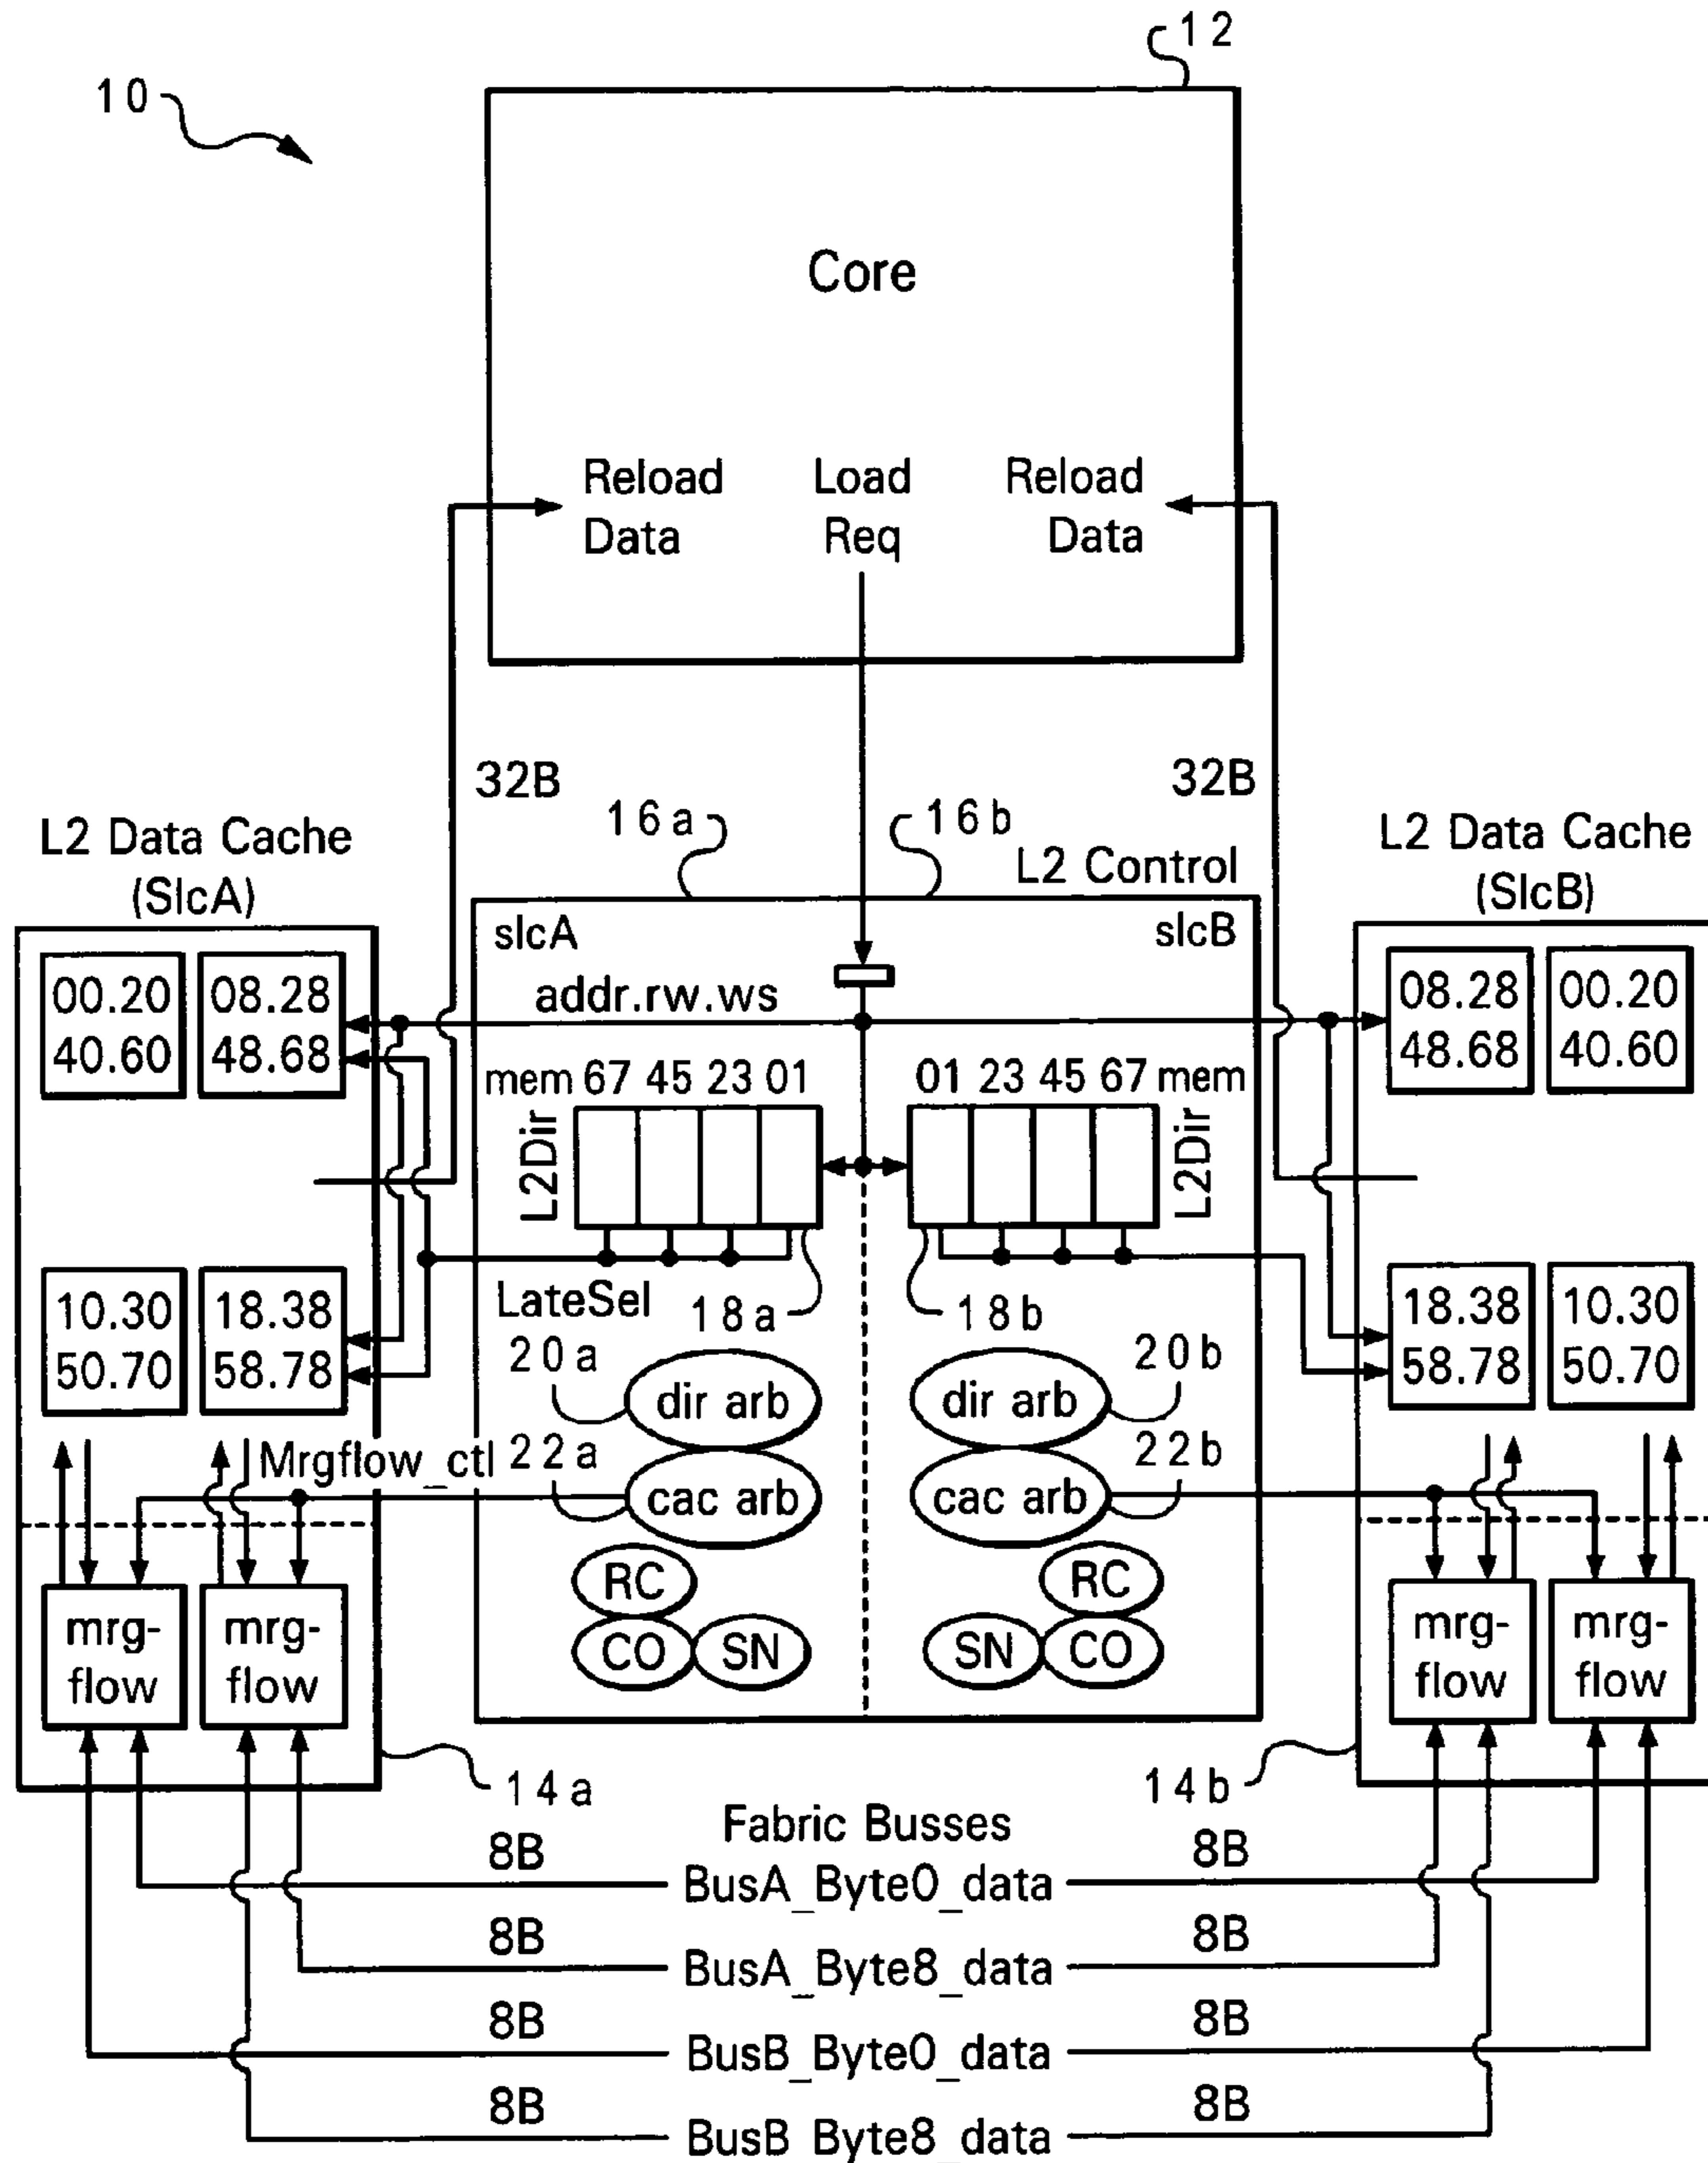 12
10
Core
Reload Load Reload
Data Req Data
32B 32B
16a 16b
L2 Data Cache
(SlcA)
L2 Control
L2 Data Cache
(SlcB)
slcA slcB
00.20 08.28
40.60 48.68
addr.rw.ws
08.28 00.20
48.68 40.60
mem 67 45 23 01
01 23 45 67 mem
L2Dir
L2Dir
LateSel
18a 18b
10.30 18.38
50.70 58.78
18.38 10.30
58.78 50.70
20a dir arb
dir arb 20b
Mrgflow_ctl 22a
cac arb
cac arb 22b
RC
CO SN
RC
SN CO
mrg- mrg-
flow flow
mrg- mrg-
flow flow
14a 14b
Fabric Busses
8B BusA_Byte0_data 8B
8B BusA_Byte8_data 8B
8B BusB_Byte0_data 8B
8B BusB_Byte8_data 8B